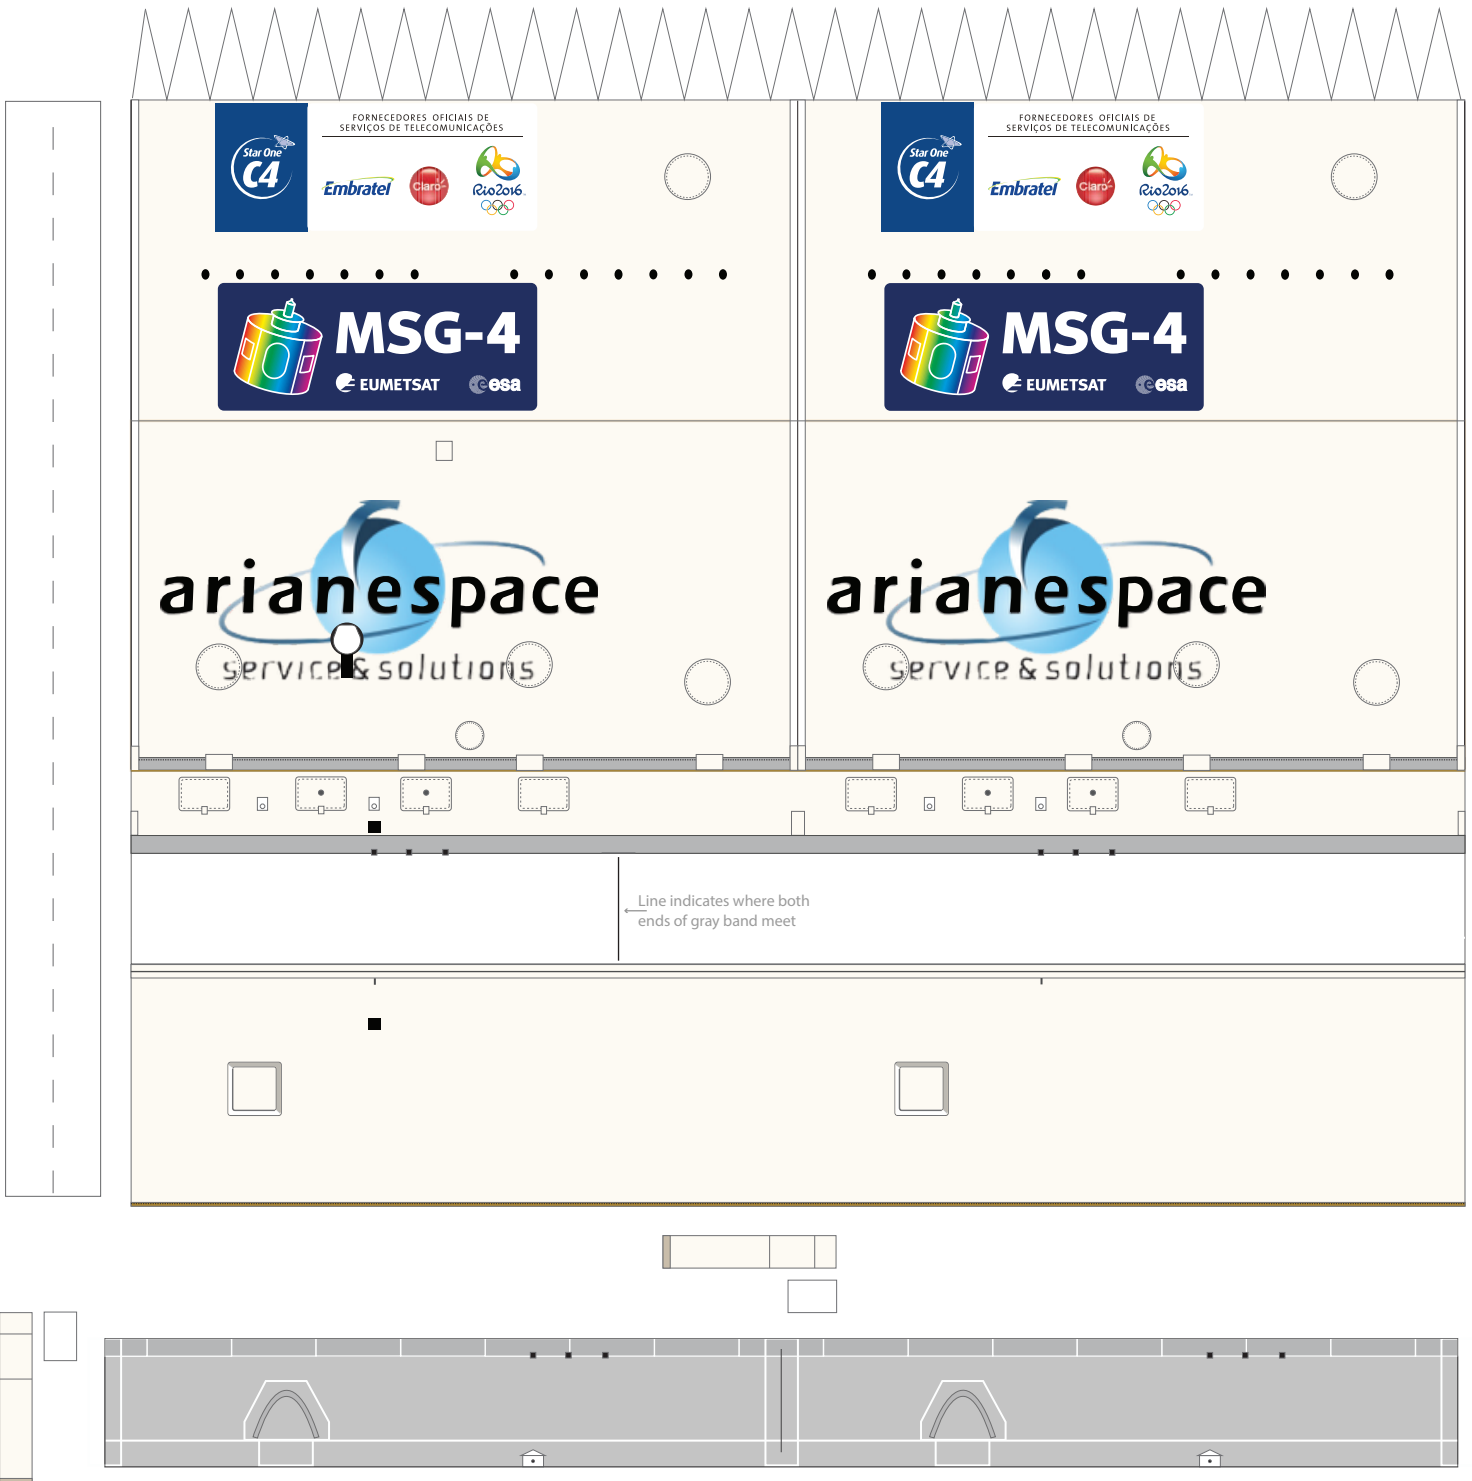 FORNECEDORES OFICIAIS DE
SERVIÇOS DE TELECOMUNICAÇÕES
Star One
C4
Embratel
Claro
Rio2016
FORNECEDORES OFICIAIS DE
SERVIÇOS DE TELECOMUNICAÇÕES
Star One
C4
Embratel
Claro
Rio2016
MSG-4
EUMETSAT
esa
MSG-4
EUMETSAT
esa
arianespace
service & solutions
arianespace
service & solutions
Line indicates where both
ends of gray band meet